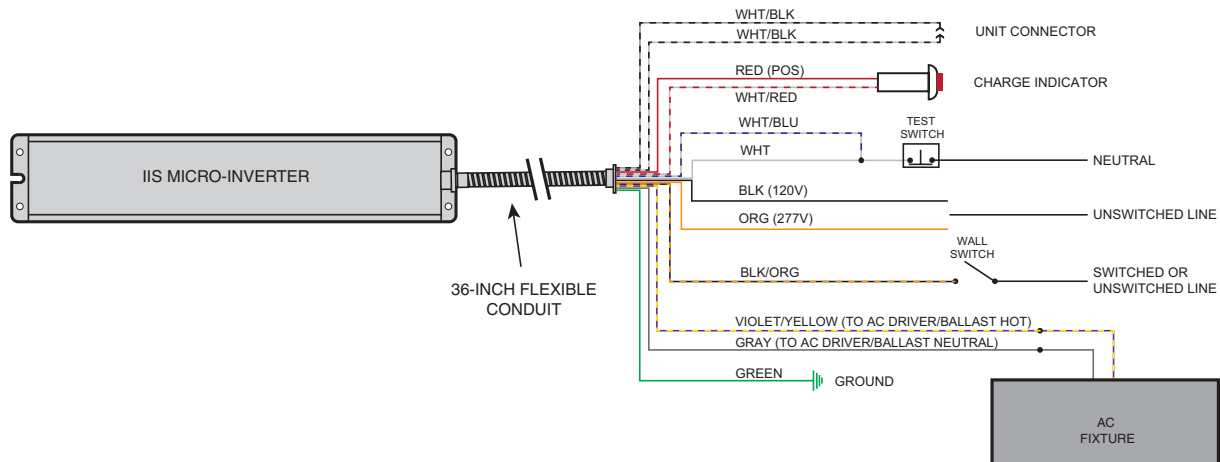 WHT/BLK
WHT/BLK
UNIT CONNECTOR
RED (POS)
CHARGE INDICATOR
WHT/RED
WHT/BLU
TEST
SWITCH
WHT
NEUTRAL
IIS MICRO-INVERTER
BLK (120V)
UNSWITCHED LINE
ORG (277V)
WALL
SWITCH
BLK/ORG
SWITCHED OR
UNSWITCHED LINE
36-INCH FLEXIBLE
CONDUIT
VIOLET/YELLOW (TO AC DRIVER/BALLAST HOT)
GRAY (TO AC DRIVER/BALLAST NEUTRAL)
GREEN
GROUND
AC
FIXTURE